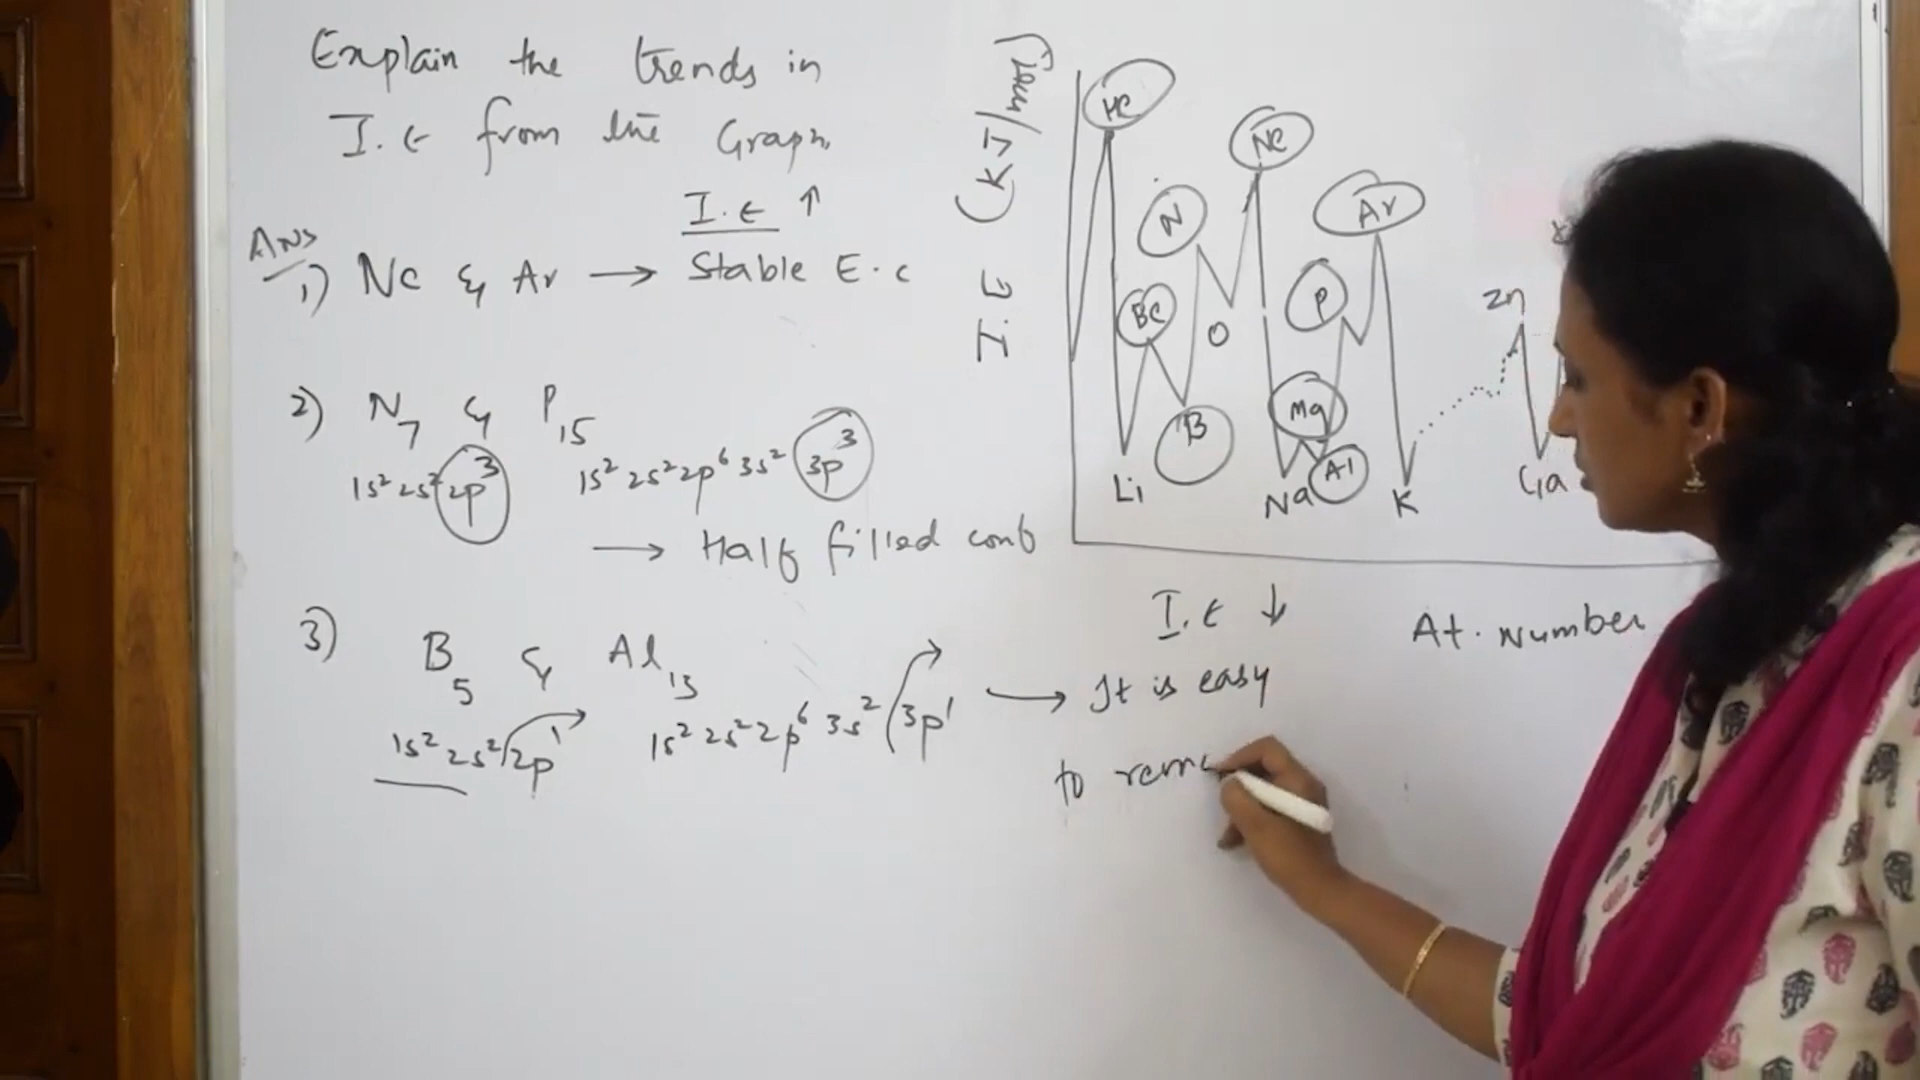 Explain the trends in
I.E from the Graph.
I.E ↑
Ans
1) Ne & Ar → Stable E.c
2) N7 & P15
1s² 2s² 2p³ 1s² 2s² 2p⁶ 3s² 3p³
→ Half filled conf
3) B5 & Al13
1s² 2s² 2p¹ 1s² 2s² 2p⁶ 3s² 3p¹
I.E ↓
→ It is easy
to reme
I.E (KJ/mol)
He
Ne
N
Ar
Be
P
Zn
O
Mg
B
Al
Li
Na
K
Ga
At. number